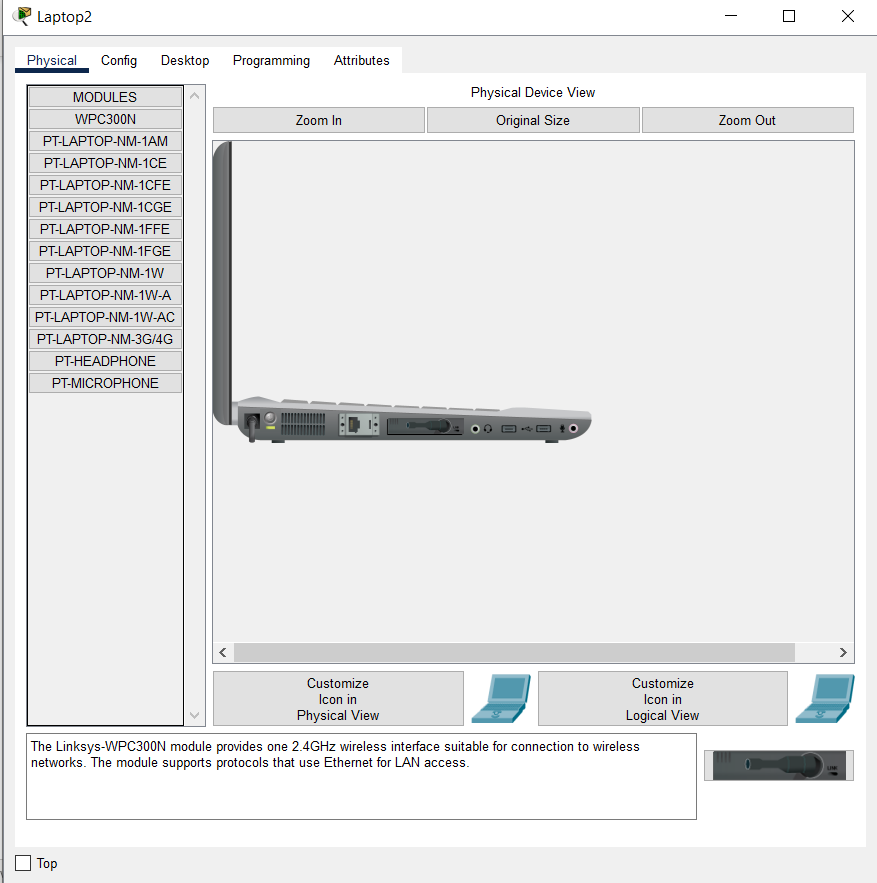 Laptop2
Physical
Config
Desktop
Programming
Attributes
MODULES
WPC300N
PT-LAPTOP-NM-1AM
PT-LAPTOP-NM-1CE
PT-LAPTOP-NM-1CFE
PT-LAPTOP-NM-1CGE
PT-LAPTOP-NM-1FFE
PT-LAPTOP-NM-1FGE
PT-LAPTOP-NM-1W
PT-LAPTOP-NM-1W-A
PT-LAPTOP-NM-1W-AC
PT-LAPTOP-NM-3G/4G
PT-HEADPHONE
PT-MICROPHONE
Physical Device View
Zoom In
Original Size
Zoom Out
Customize
Icon in
Physical View
Customize
Icon in
Logical View
The Linksys-WPC300N module provides one 2.4GHz wireless interface suitable for connection to wireless
networks. The module supports protocols that use Ethernet for LAN access.
Top